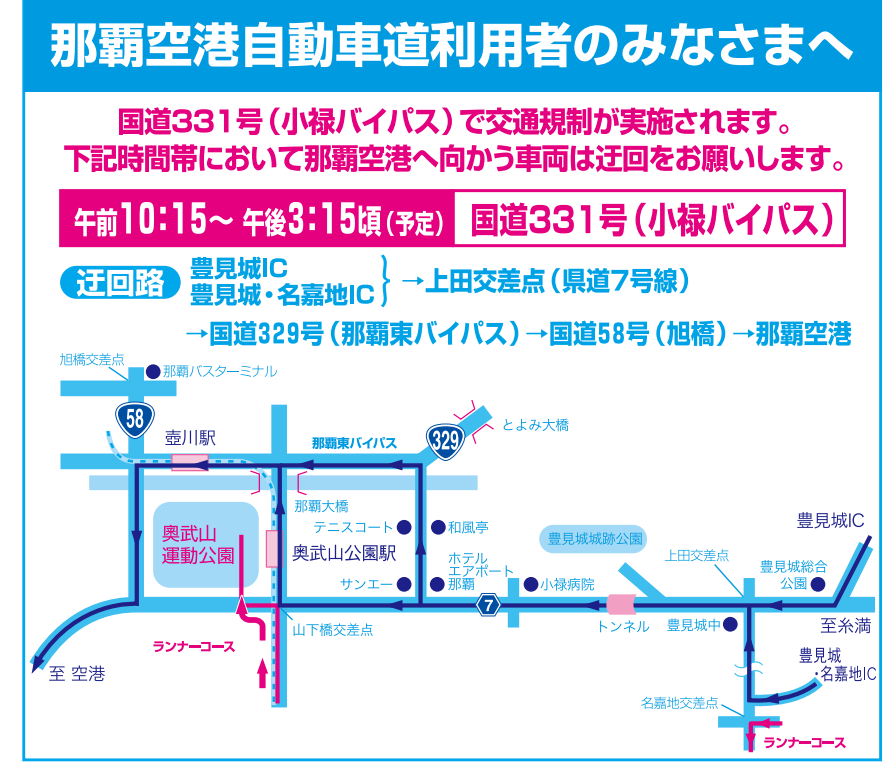 那覇空港自動車道利用者のみなさまへ
国道331号(小禄バイパス)で交通規制が実施されます。
下記時間帯において那覇空港へ向かう車両は迂回をお願いします。
午前10:15～午後3:15頃(予定) 国道331号(小禄バイパス)
迂回路
豊見城IC
豊見城・名嘉地IC
→上田交差点(県道7号線)
→国道329号(那覇東バイパス)→国道58号(旭橋)→那覇空港
旭橋交差点
那覇バスターミナル
58
壺川駅
那覇東バイパス
329
とよみ大橋
那覇大橋
奥武山
運動公園
テニスコート
和風亭
奥武山公園駅
ホテル
エアポート
那覇
サンエー
豊見城城跡公園
豊見城IC
上田交差点
豊見城総合
公園
小禄病院
7
トンネル
豊見城中
至糸満
山下橋交差点
ランナーコース
至 空港
豊見城
・名嘉地IC
名嘉地交差点
ランナーコース